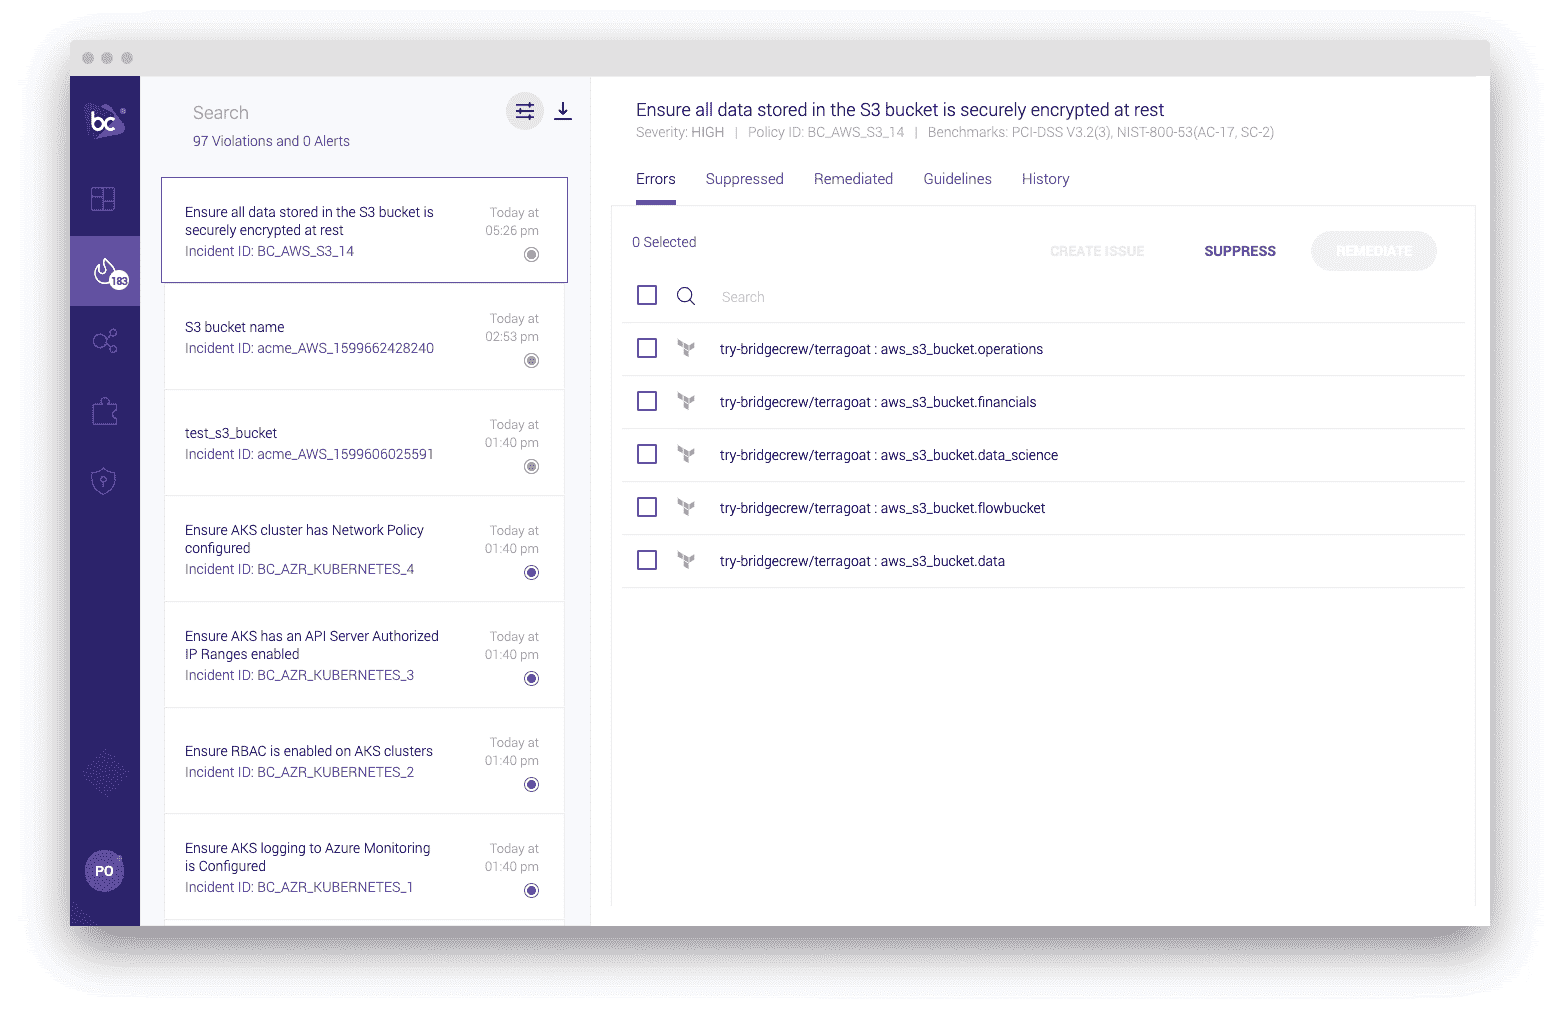 bc
183
PO
Search
97 Violations and 0 Alerts
Ensure all data stored in the S3 bucket is
securely encrypted at rest
Incident ID: BC_AWS_S3_14
Today at
05:26 pm
S3 bucket name
Incident ID: acme_AWS_1599662428240
Today at
02:53 pm
test_s3_bucket
Incident ID: acme_AWS_1599606025591
Today at
01:40 pm
Ensure AKS cluster has Network Policy
configured
Incident ID: BC_AZR_KUBERNETES_4
Today at
01:40 pm
Ensure AKS has an API Server Authorized
IP Ranges enabled
Incident ID: BC_AZR_KUBERNETES_3
Today at
01:40 pm
Ensure RBAC is enabled on AKS clusters
Incident ID: BC_AZR_KUBERNETES_2
Today at
01:40 pm
Ensure AKS logging to Azure Monitoring
is Configured
Incident ID: BC_AZR_KUBERNETES_1
Today at
01:40 pm
Ensure all data stored in the S3 bucket is securely encrypted at rest
Severity: HIGH | Policy ID: BC_AWS_S3_14 | Benchmarks: PCI-DSS V3.2(3), NIST-800-53(AC-17, SC-2)
Errors Suppressed Remediated Guidelines History
0 Selected
CREATE ISSUE SUPPRESS REMEDIATE
Search
try-bridgecrew/terragoat : aws_s3_bucket.operations
try-bridgecrew/terragoat : aws_s3_bucket.financials
try-bridgecrew/terragoat : aws_s3_bucket.data_science
try-bridgecrew/terragoat : aws_s3_bucket.flowbucket
try-bridgecrew/terragoat : aws_s3_bucket.data